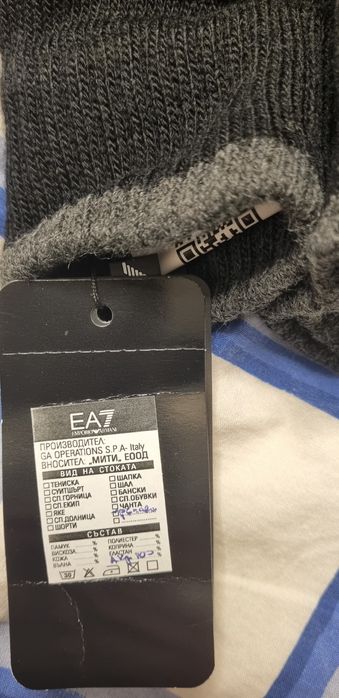 EA7
EMPORIO ARMANI
ПРОИЗВОДИТЕЛ:
GA OPERATIONS S.P.A- Italy
ВНОСИТЕЛ: „МИТИ„ ЕООД
ВИД НА СТОКАТА
ТЕНИСКА ШАПКА
СУИТШЪРТ ШАЛ
СП.ГОРНИЦА БАНСКИ
СП.ЕКИП СП.ОБУВКИ
ЯКЕ ЧАНТА
СП.ДОЛНИЦА
ШОРТИ
СЪСТАВ
ПАМУК % ПОЛИЕСТЕР %
ВИСКОЗА % КОПРИНА %
КОЖА % ЕЛАСТАН %
ВЪЛНА %
30